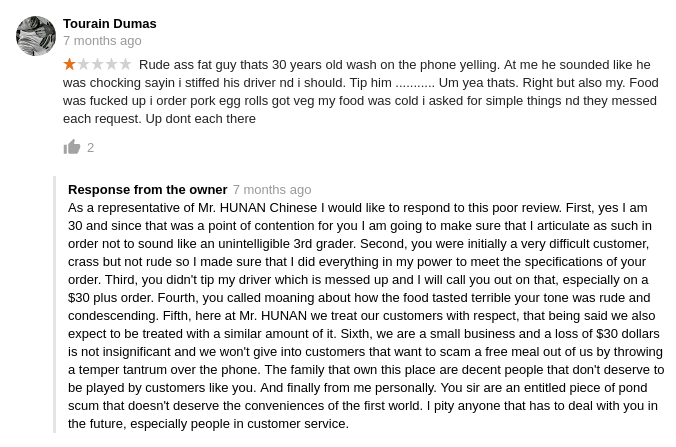 Tourain Dumas
7 months ago
Rude ass fat guy thats 30 years old wash on the phone yelling. At me he sounded like he
was chocking sayin i stiffed his driver nd i should. Tip him ........... Um yea thats. Right but also my. Food
was fucked up i order pork egg rolls got veg my food was cold i asked for simple things nd they messed
each request. Up dont each there
2
Response from the owner 7 months ago
As a representative of Mr. HUNAN Chinese I would like to respond to this poor review. First, yes I am
30 and since that was a point of contention for you I am going to make sure that I articulate as such in
order not to sound like an unintelligible 3rd grader. Second, you were initially a very difficult customer,
crass but not rude so I made sure that I did everything in my power to meet the specifications of your
order. Third, you didn't tip my driver which is messed up and I will call you out on that, especially on a
$30 plus order. Fourth, you called moaning about how the food tasted terrible your tone was rude and
condescending. Fifth, here at Mr. HUNAN we treat our customers with respect, that being said we also
expect to be treated with a similar amount of it. Sixth, we are a small business and a loss of $30 dollars
is not insignificant and we won't give into customers that want to scam a free meal out of us by throwing
a temper tantrum over the phone. The family that own this place are decent people that don't deserve to
be played by customers like you. And finally from me personally. You sir are an entitled piece of pond
scum that doesn't deserve the conveniences of the first world. I pity anyone that has to deal with you in
the future, especially people in customer service.